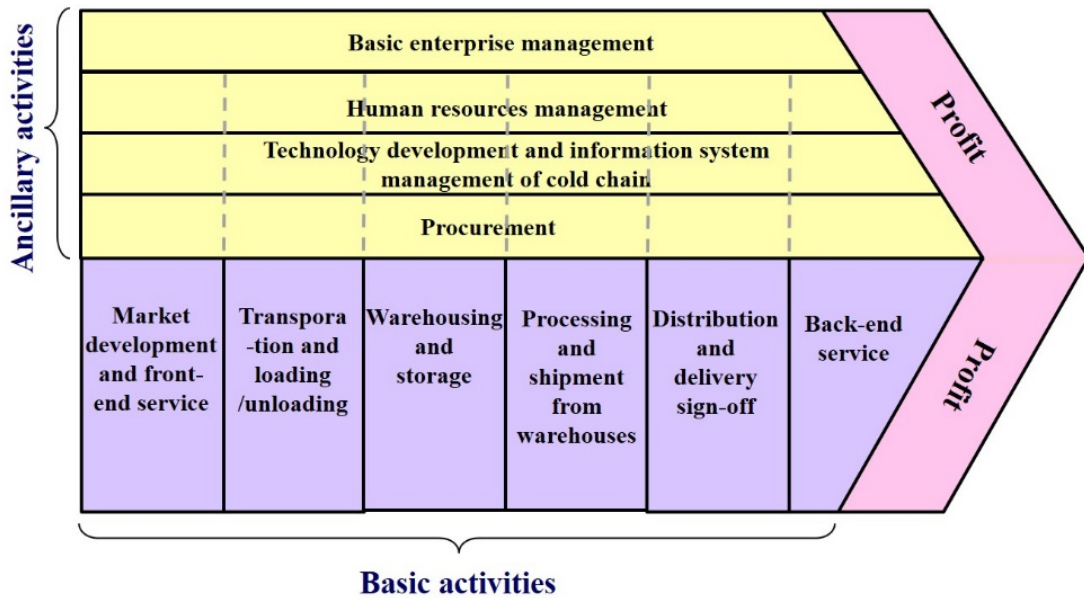 Ancillary activities
Basic enterprise management
Human resources management
Technology development and information system
management of cold chain
Procurement
Profit
Market
development
and front-
end service
Transpora
-tion and
loading
/unloading
Warehousing
and
storage
Processing
and
shipment
from
warehouses
Distribution
and
delivery
sign-off
Back-end
service
Profit
Basic activities